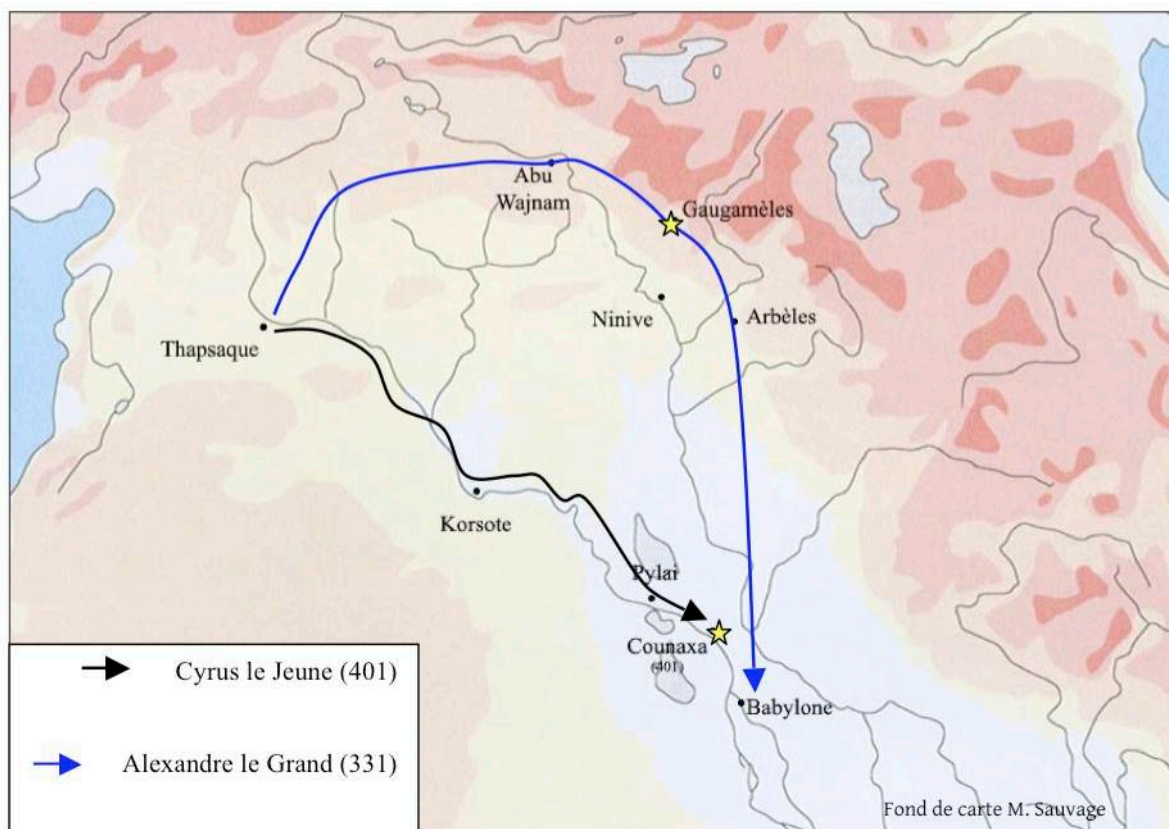 Abu
Wajnam
Gaugamèles
Ninive
Arbèles
Thapsaque
Korsote
Pylai
Counaxa
(401)
Babylone
Cyrus le Jeune (401)
Alexandre le Grand (331)
Fond de carte M. Sauvage